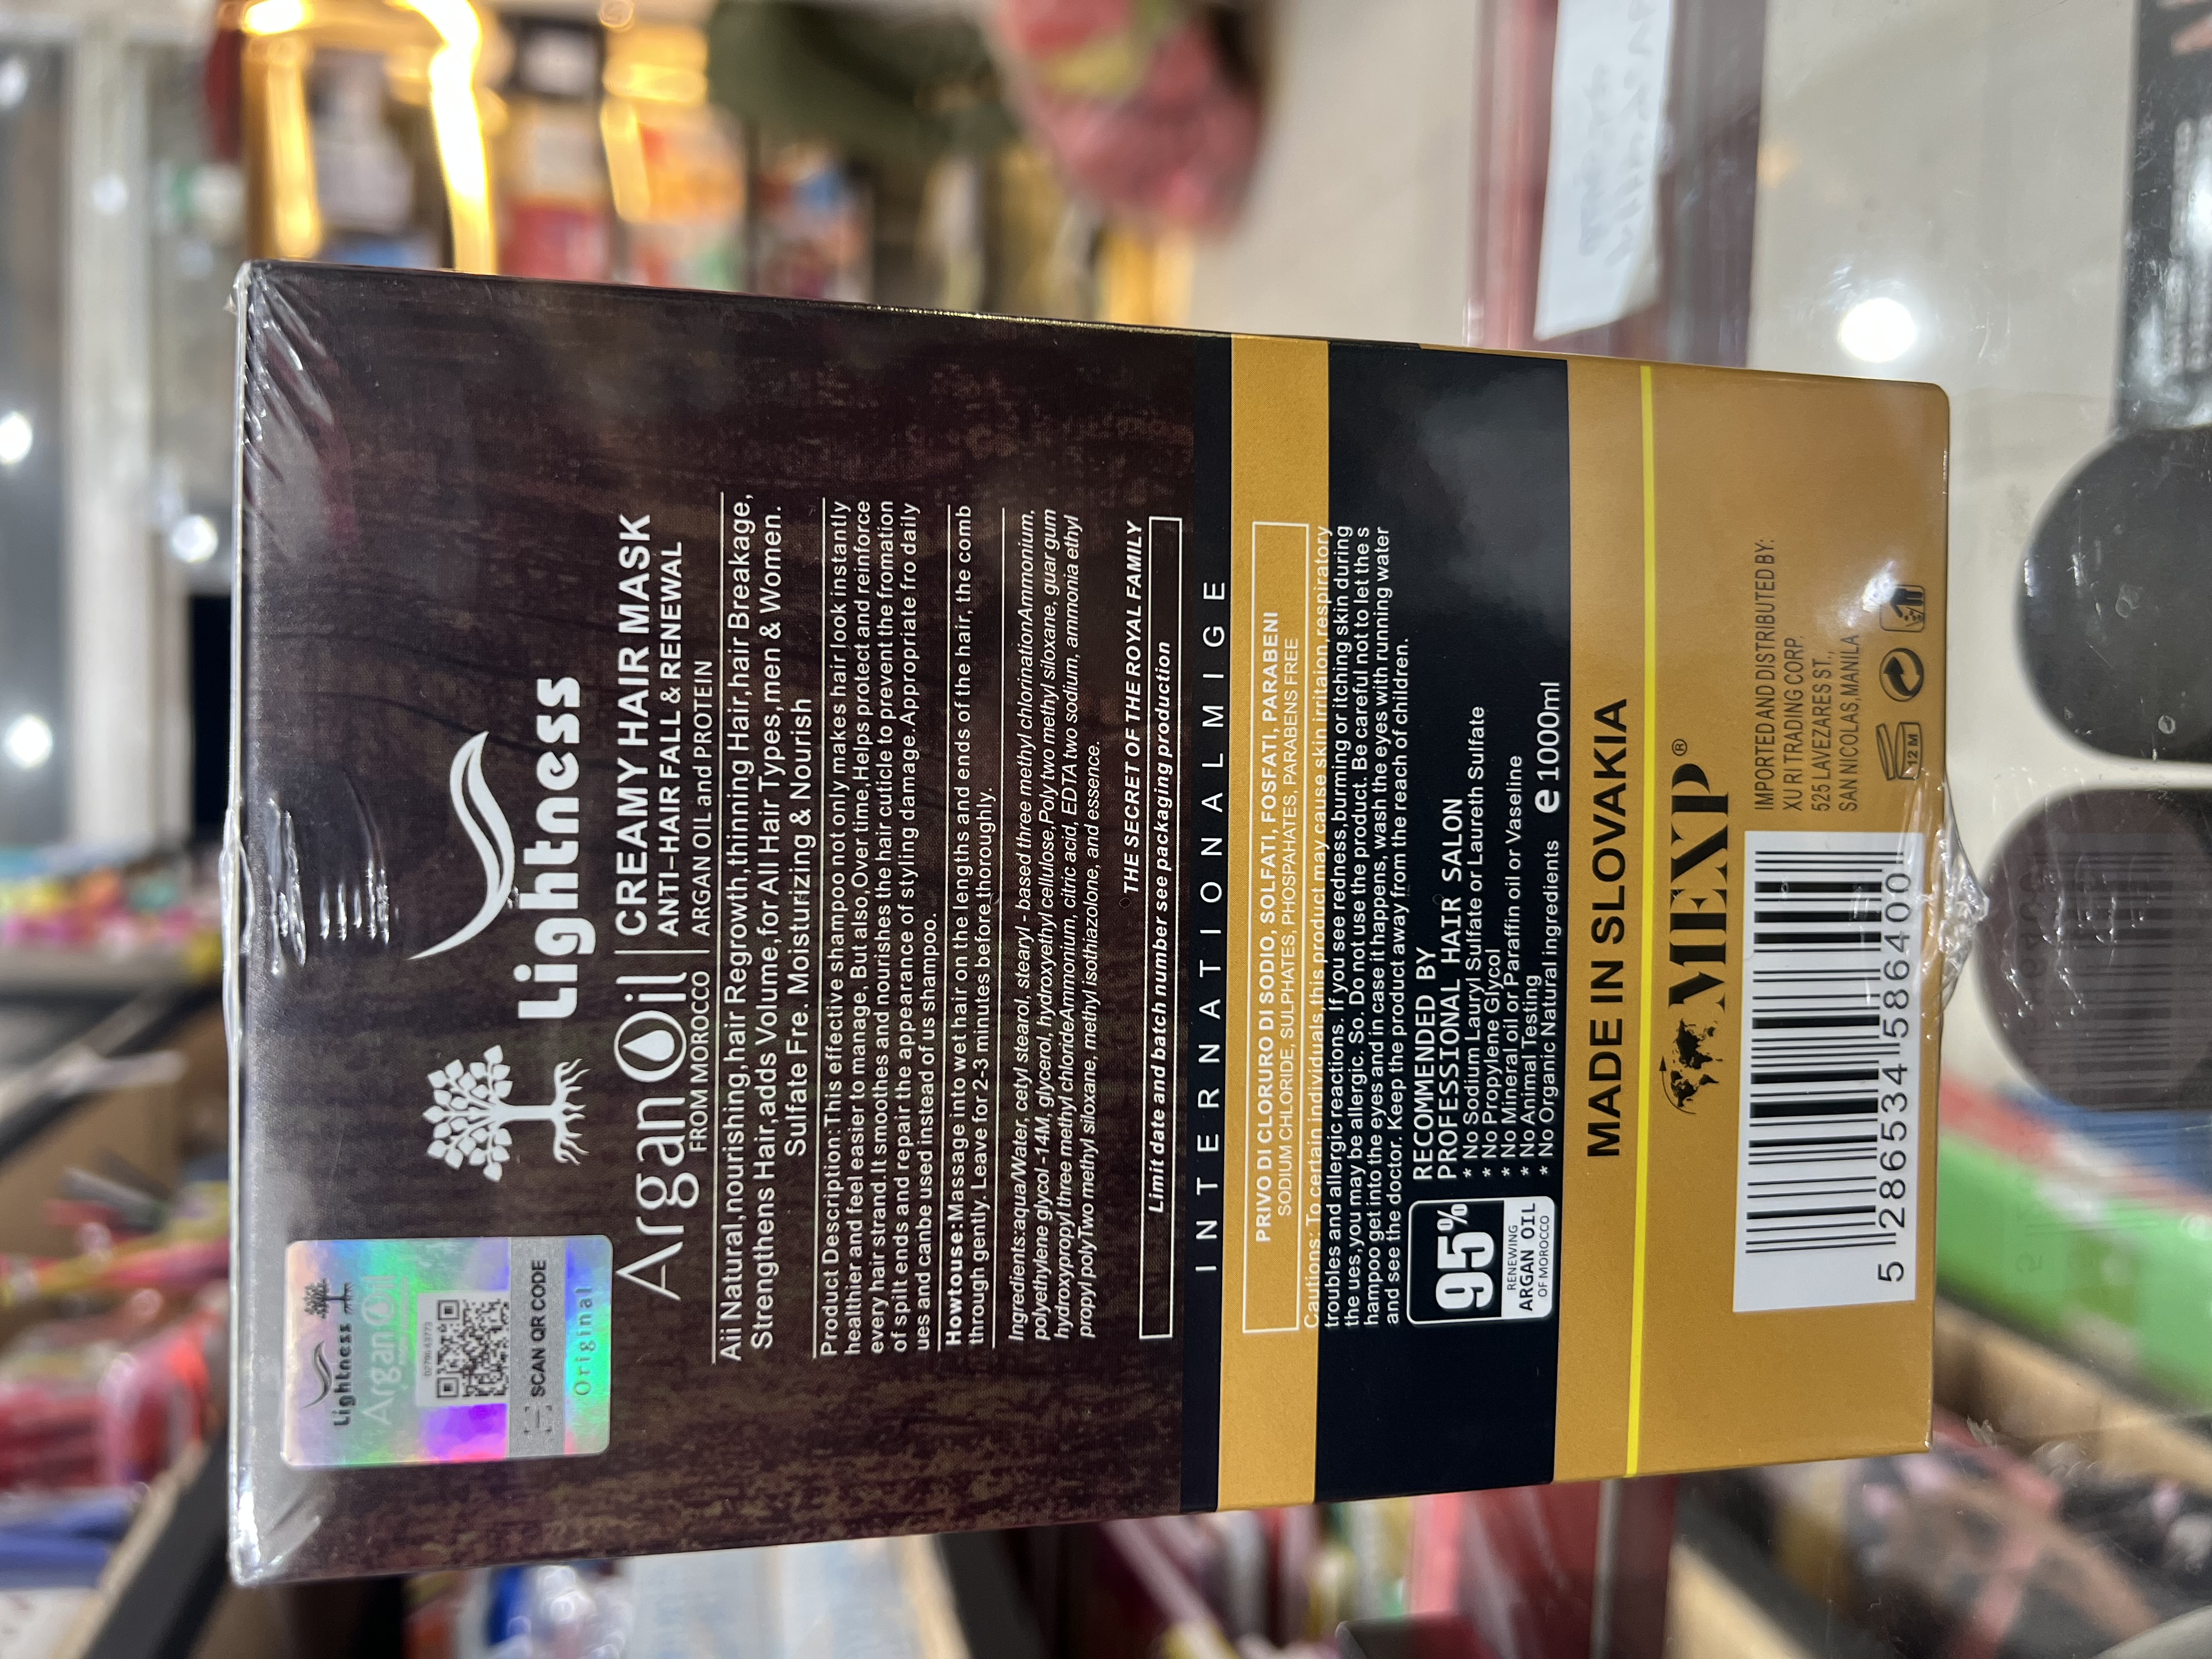 Lightness
Argan Oil
SCAN QR CODE
Original
Lightness
Argan Oil
FROM MOROCCO
CREAMY HAIR MASK
ANTI-HAIR FALL & RENEWAL
ARGAN OIL and PROTEIN
Aii Natural,nourishing,hair Regrowth,thinning Hair,hair Breakage,
Strengthens Hair,adds Volume,for All Hair Types,men & Women.
Sulfate Fre. Moisturizing & Nourish
Product Description:This effective shampoo not only makes hair look instantly
healthier and feel easier to manage, But also,Over time,Helps protect and reinforce
every hair strand.It smoothes and nourishes the hair cuticle to prevent the fromation
of spilt ends and repair the appearance of styling damage.Appropriate fro daily
ues and canbe used instead of us shampoo.
Howtouse:Massage into wet hair on the lengths and ends of the hair, the comb
through gently. Leave for 2-3 minutes before thoroughly.
Ingredients:aqua/Water, cetyl stearol, stearyl - based three methyl chlorinationAmmonium,
polyethylene glycol -14M, glycerol, hydroxyethyl cellulose,Poly two methyl siloxane, guar gum
hydroxypropyl three methyl chlorideAmmonium, citric acid, EDTA two sodium, ammonia ethyl
propyl polyTwo methyl siloxane, methyl isothiazolone, and essence.
THE SECRET OF THE ROYAL FAMILY
Limit date and batch number see packaging production
INTERNATIONALMIGE
PRIVO DI CLORURO DI SODIO, SOLFATI, FOSFATI, PARABENI
SODIUM CHLORIDE, SULPHATES, PHOSPAHATES, PARABENS FREE
Cautions: To certain individuals,this product may cause skin irritaion,respiratory
troubles and allergic reactions. If you see redness,burning or itching skin during
the ues,you may be allergic. So. Do not use the product. Be careful not to let the s
hampoo get into the eyes and in case it happens, wash the eyes with running water
and see the doctor. Keep the product away from the reach of children.
95%
RENEWING
ARGAN OIL
OF MOROCCO
RECOMMENDED BY
PROFESSIONAL HAIR SALON
* No Sodium Lauryl Sulfate or Laureth Sulfate
* No Propylene Glycol
* No Mineral oil or Paraffin oil or Vaseline
* No Animal Testing
* No Organic Natural ingredients
e 1000ml
MADE IN SLOVAKIA
MEXP®
5 286534 586400
IMPORTED AND DISTRIBUTED BY:
XU RI TRADING CORP.
525 LAVEZARES ST.,
SAN NICOLAS,MANILA
12 M